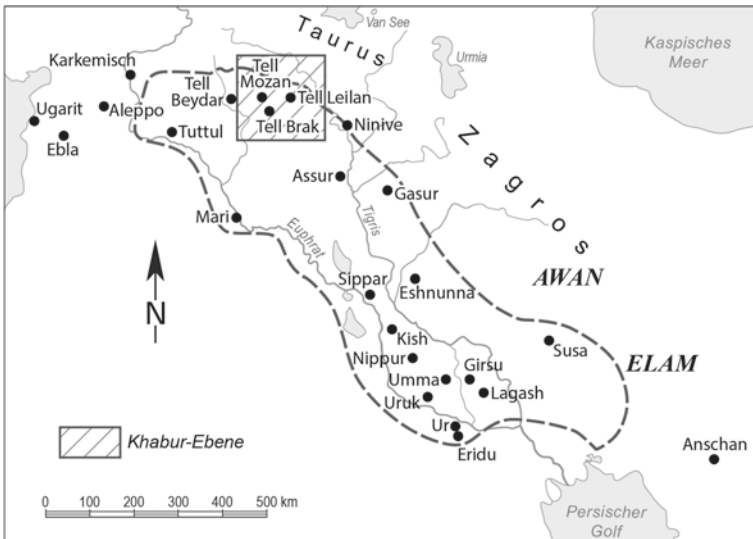 Van See
Taurus
Urmia
Kaspisches
Meer
Karkemisch
Tell
Mozan
Tell
Beydar
Tell Leilan
Ugarit
Aleppo
Tell Brak
Ninive
Ebla
Tuttul
Zagros
Assur
Gasur
Mari
Euphrat
Tigris
Sippar
Eshnunna
AWAN
N
Kish
Susa
Nippur
Girsu
ELAM
Umma
Lagash
Uruk
Ur
Eridu
Khabur-Ebene
Anschan
0 100 200 300 400 500 km
Persischer
Golf